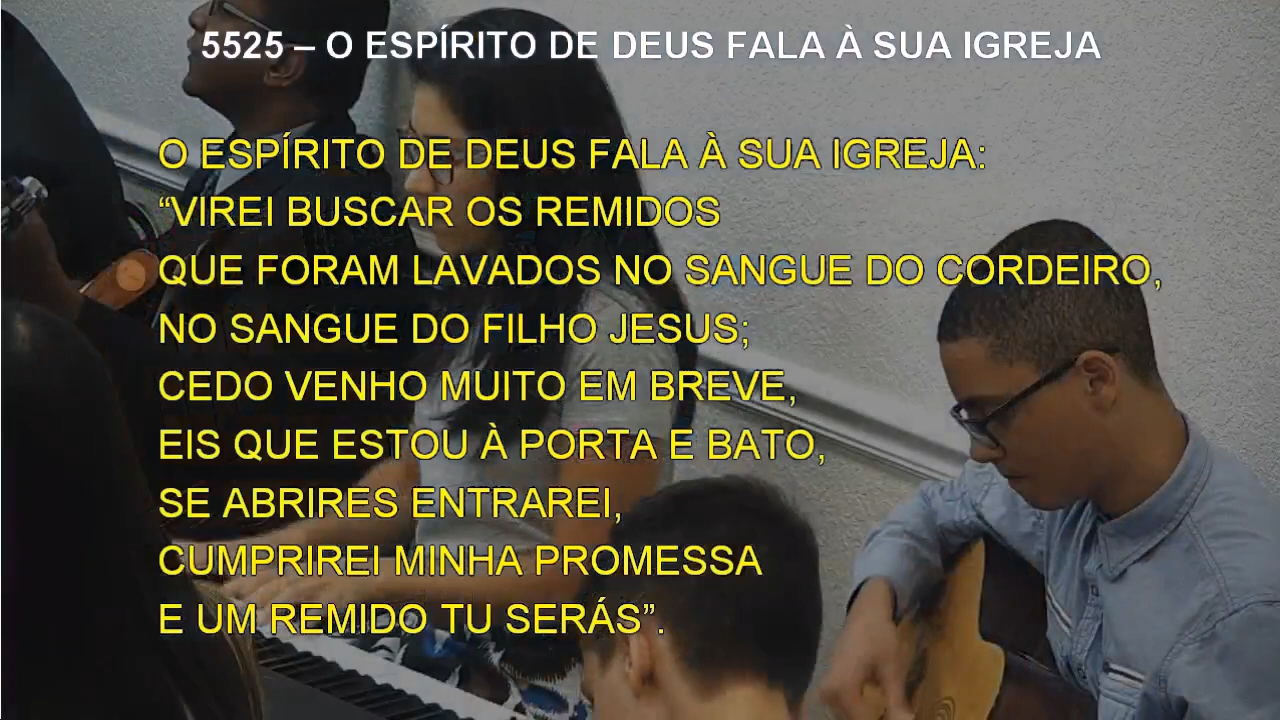 5525 – O ESPÍRITO DE DEUS FALA À SUA IGREJA
O ESPÍRITO DE DEUS FALA À SUA IGREJA:
“VIREI BUSCAR OS REMIDOS
QUE FORAM LAVADOS NO SANGUE DO CORDEIRO,
NO SANGUE DO FILHO JESUS;
CEDO VENHO MUITO EM BREVE,
EIS QUE ESTOU À PORTA E BATO,
SE ABRIRES ENTRAREI,
CUMPRIREI MINHA PROMESSA
E UM REMIDO TU SERÁS”.